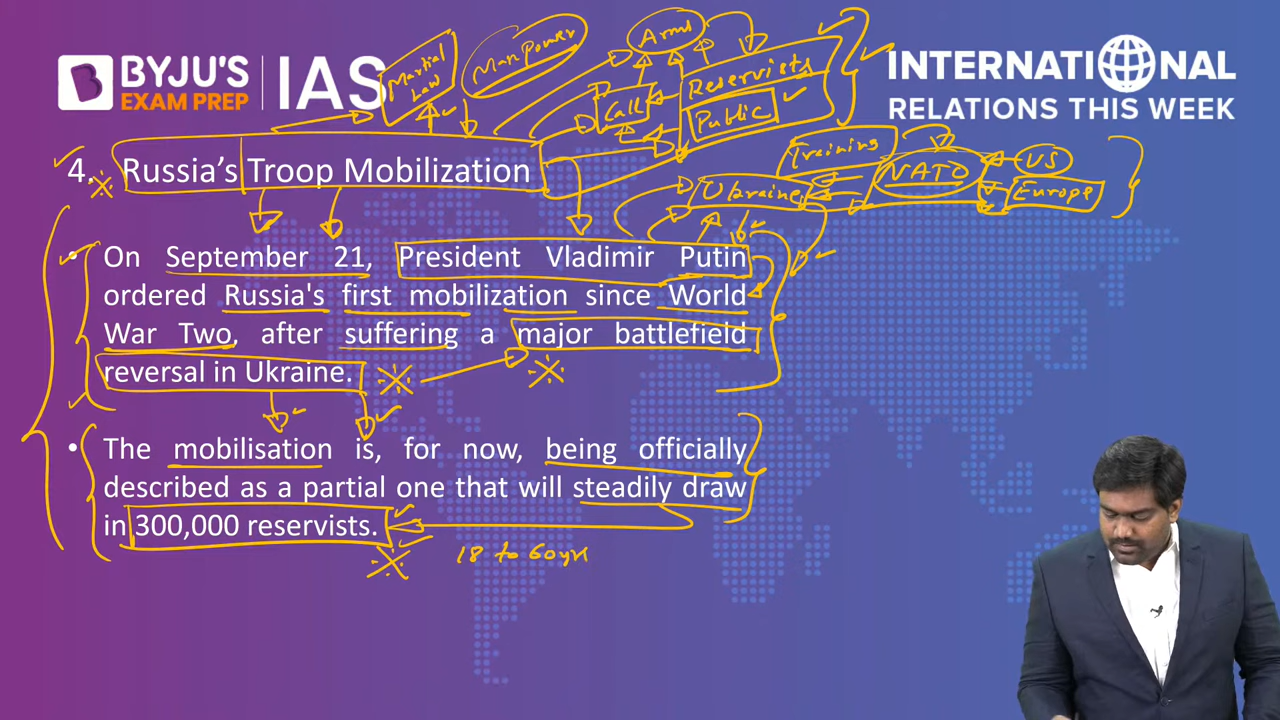 BYJU'S
EXAM PREP
IAS
INTERNATIONAL
RELATIONS THIS WEEK
Martial
Law
Man Power
Arms
Reservists
Call
Public
Training
Ukraine
NATO
US
Europe
4. Russia's Troop Mobilization
• On September 21, President Vladimir Putin
ordered Russia's first mobilization since World
War Two, after suffering a major battlefield
reversal in Ukraine.
• The mobilisation is, for now, being officially
described as a partial one that will steadily draw
in 300,000 reservists.
18 to 60yr